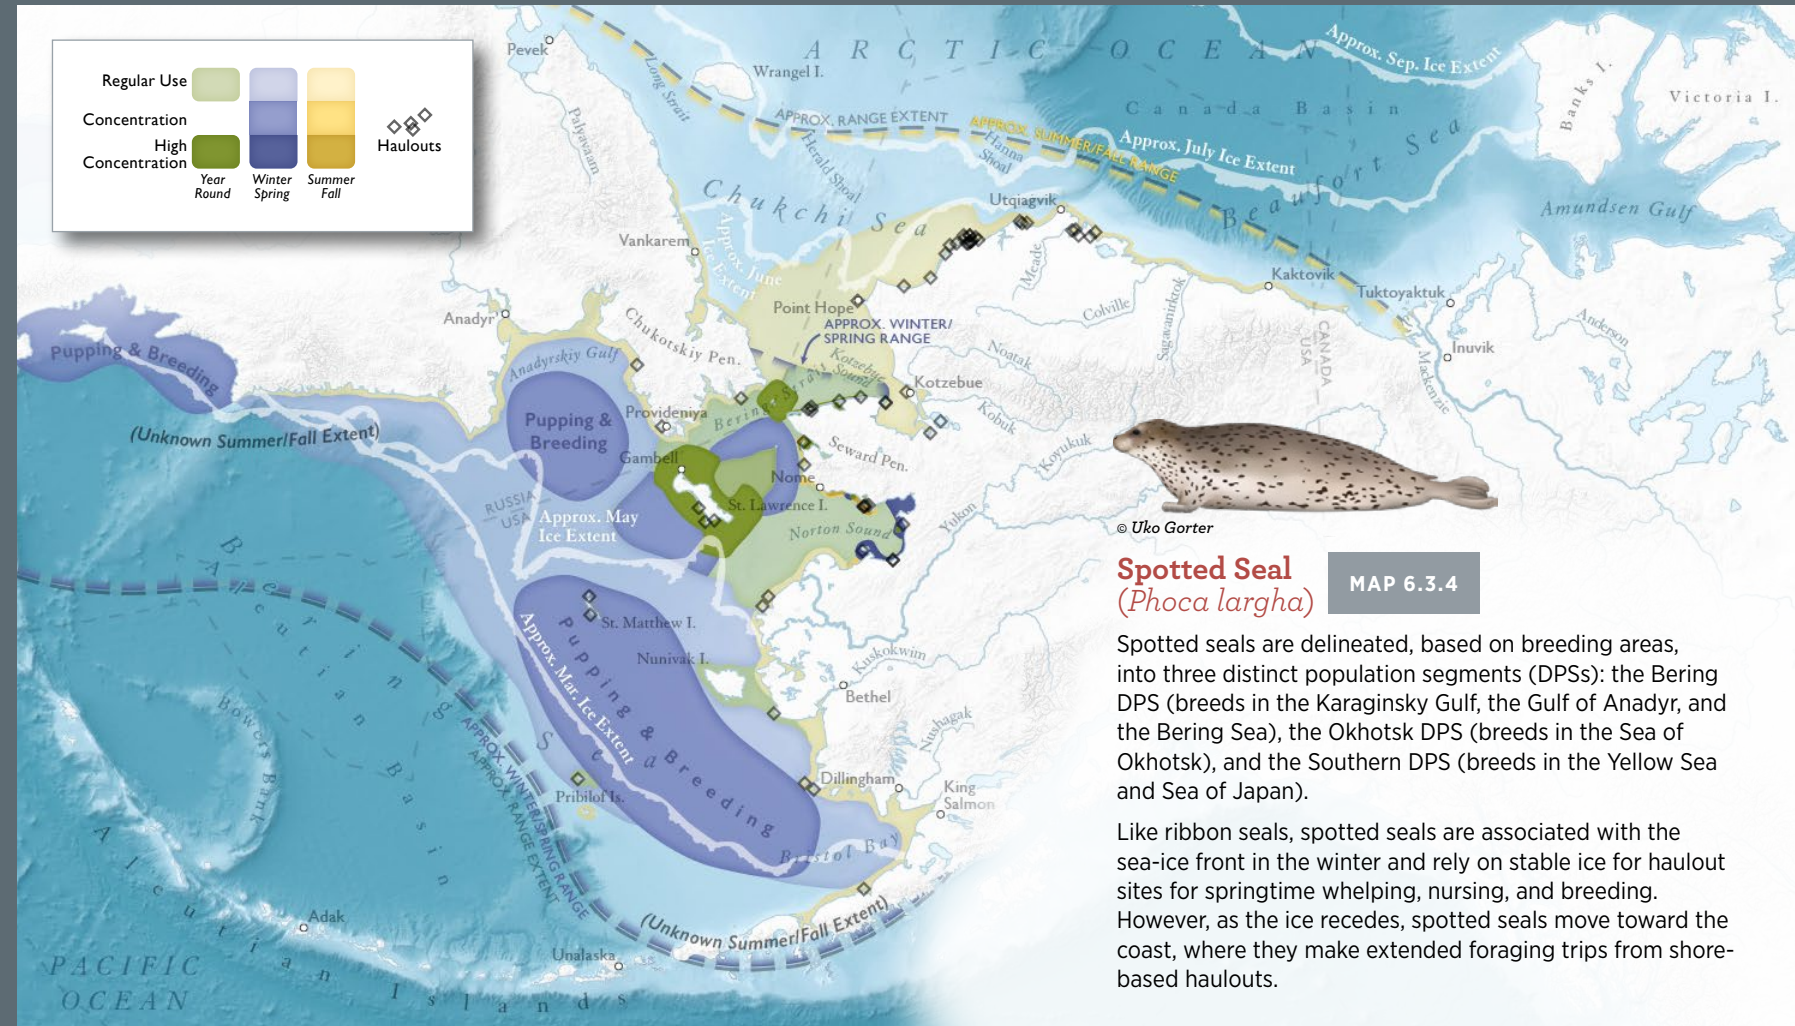 Regular Use
Concentration
High
Concentration
Year
Round
Winter
Spring
Summer
Fall
Haulouts
Pevek
Wrangel I.
ARCTIC OCEAN
Approx. Sep. Ice Extent
Banks I.
Victoria I.
Long Strait
Palyavaam
APPROX. RANGE EXTENT
APPROX. SUMMER/FALL RANGE
Canada Basin
Hanna
Shoal
Herald Shoal
Approx. July Ice Extent
Beaufort Sea
Amundsen Gulf
Chukchi Sea
Utqiagvik
Vankarem
Approx. June
Ice Extent
Meade
Kaktovik
Tuktoyaktuk
Point Hope
Colville
Sagavanirktok
CANADA
USA
Anderson
Anadyr'
Chukotskiy Pen.
APPROX. WINTER/
SPRING RANGE
Noatak
Inuvik
Mackenzie
Pupping & Breeding
Anadyrskiy Gulf
Kotzebue
Sound
Kotzebue
Bering Strait
Pupping &
Breeding
Provideniya
Kobuk
(Unknown Summer/Fall Extent)
Gambell
Seward Pen.
Koyukuk
Nome
RUSSIA
USA
St. Lawrence I.
Approx. May
Ice Extent
Norton Sound
Yukon
© Uko Gorter
Bering
Sea
Aleutian Basin
St. Matthew I.
Pupping & Breeding
Approx. Mar. Ice Extent
Nunivak I.
Kuskokwim
Bethel
Bowers Bank
Nushagak
APPROX. WINTER/SPRING RANGE
APPROX. RANGE EXTENT
Pribilof Is.
Dillingham
King
Salmon
Bristol Bay
Adak
(Unknown Summer/Fall Extent)
Unalaska
PACIFIC
OCEAN
Aleutian Islands
Spotted Seal
(Phoca largha)
MAP 6.3.4
Spotted seals are delineated, based on breeding areas,
into three distinct population segments (DPSs): the Bering
DPS (breeds in the Karaginsky Gulf, the Gulf of Anadyr, and
the Bering Sea), the Okhotsk DPS (breeds in the Sea of
Okhotsk), and the Southern DPS (breeds in the Yellow Sea
and Sea of Japan).
Like ribbon seals, spotted seals are associated with the
sea-ice front in the winter and rely on stable ice for haulout
sites for springtime whelping, nursing, and breeding.
However, as the ice recedes, spotted seals move toward the
coast, where they make extended foraging trips from shore-
based haulouts.